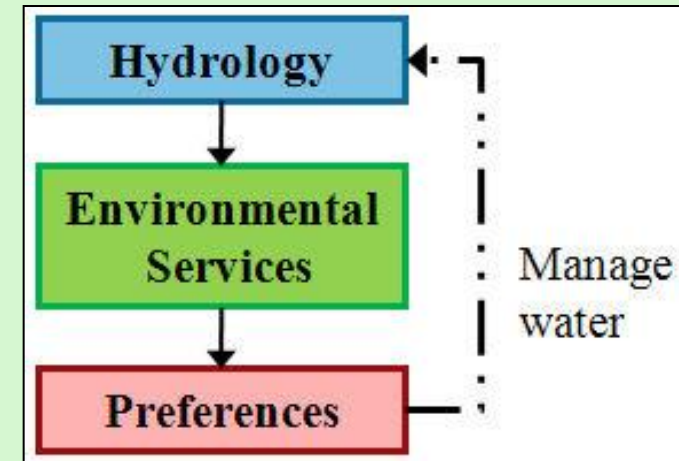 Hydrology
Environmental
Services
Manage
water
Preferences